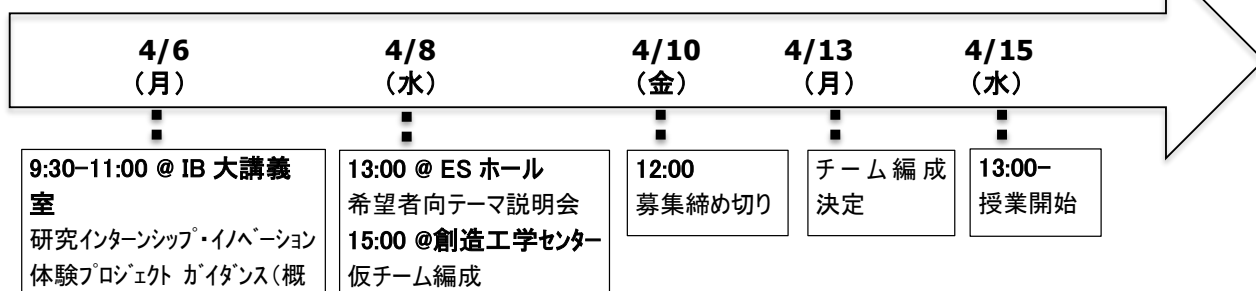 4/6 4/8 4/10 4/13 4/15
（月） （水） （金） （月） （水）
9:30-11:00 @ IB 大講義
室
研究インターンシップ・イノベーション
体験プロジェクト ガイダンス（概
13:00 @ ES ホール
希望者向テーマ説明会
15:00 @創造工学センター
仮チーム編成
12:00
募集締め切り
チーム編成
決定
13:00-
授業開始